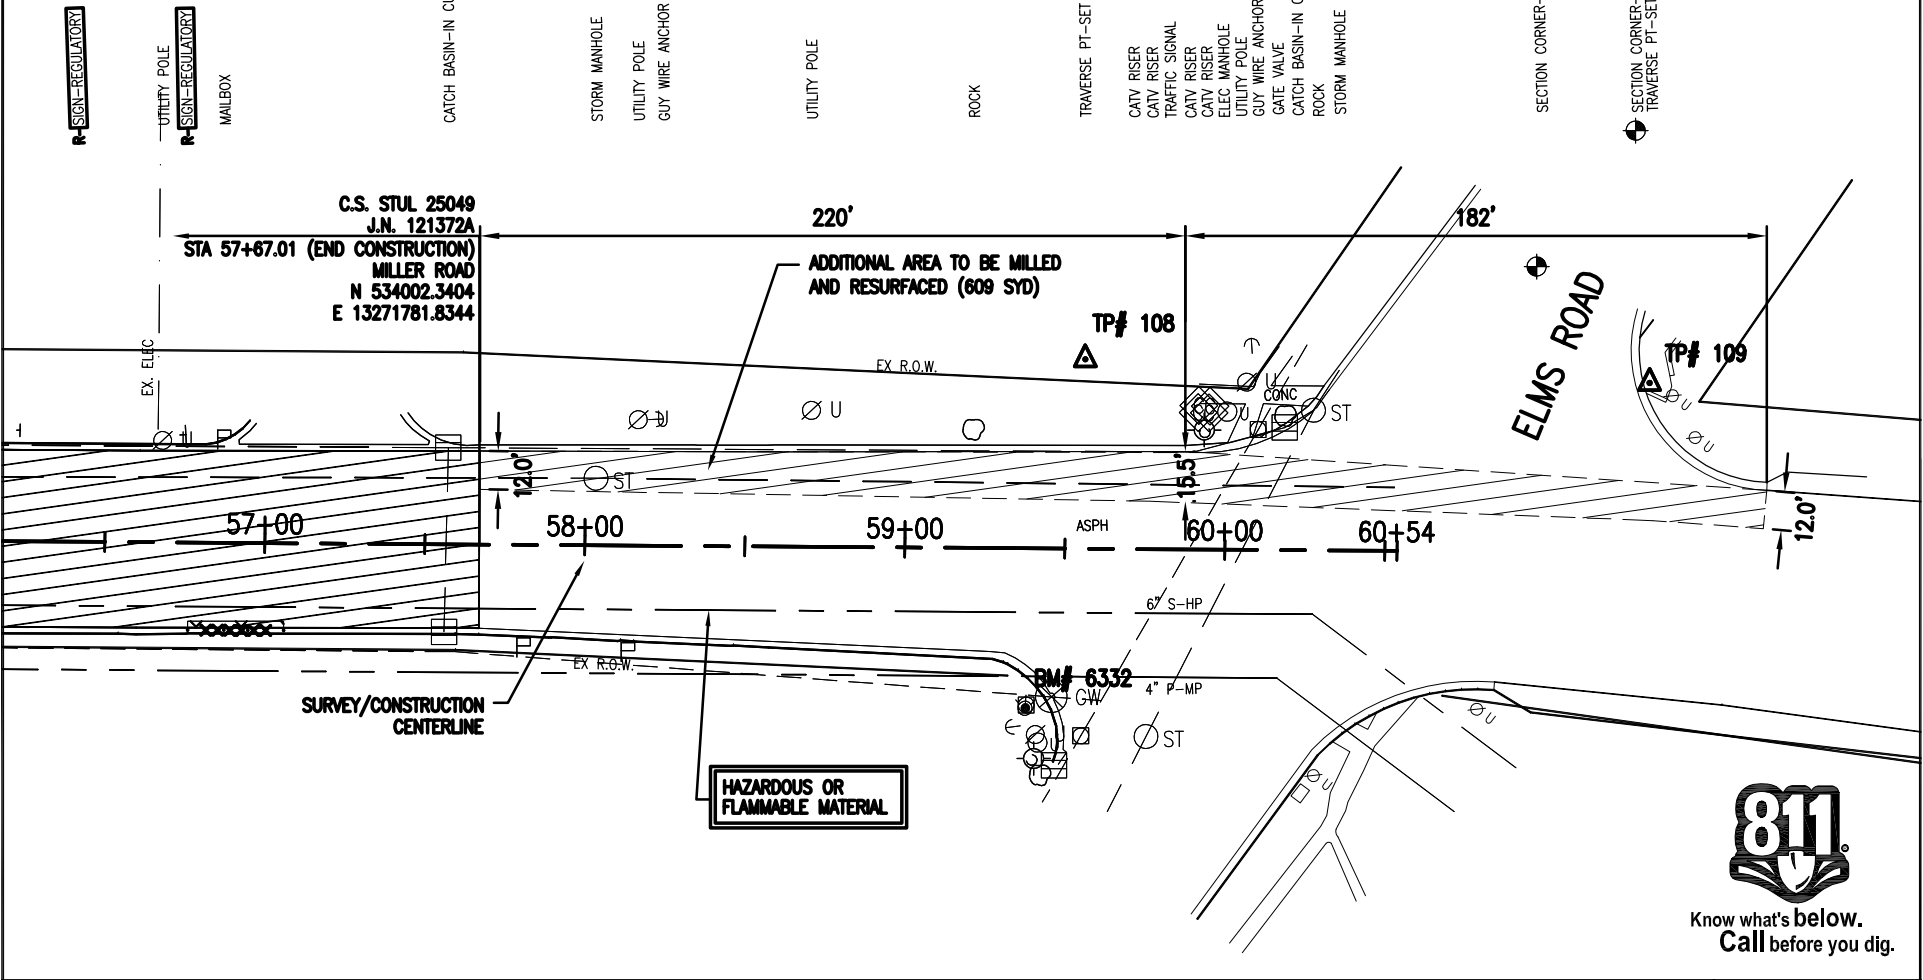 R-SIGN-REGULATORY
UTILITY POLE
R-SIGN-REGULATORY
MAILBOX
CATCH BASIN-IN
STORM MANHOLE
UTILITY POLE
GUY WIRE ANCHOR
UTILITY POLE
ROCK
TRAVERSE PT-SET
CATV RISER
CATV RISER
TRAFFIC SIGNAL
CATV RISER
CATV RISER
ELEC MANHOLE
UTILITY POLE
GUY WIRE ANCHOR
GATE VALVE
CATCH BASIN-IN
ROCK
STORM MANHOLE
SECTION CORNER-
SECTION CORNER-
TRAVERSE PT-SET
C.S. STUL 25049
J.N. 121372A
STA 57+67.01 (END CONSTRUCTION)
MILLER ROAD
N 534002.3404
E 13271781.8344
220'
182'
ADDITIONAL AREA TO BE MILLED
AND RESURFACED (609 SYD)
TP# 108
ELMS ROAD
TP# 109
EX. ELEC
EX R.O.W.
U
U
U
U
CONC
U
ST
U
U
12.0'
ST
15.5'
12.0'
57+00
58+00
59+00
ASPH
60+00
60+54
6" S-HP
EX R.O.W.
BM# 6332
4" P-MP
GW
U
ST
U
U
SURVEY/CONSTRUCTION
CENTERLINE
HAZARDOUS OR
FLAMMABLE MATERIAL
811.
Know what's below.
Call before you dig.